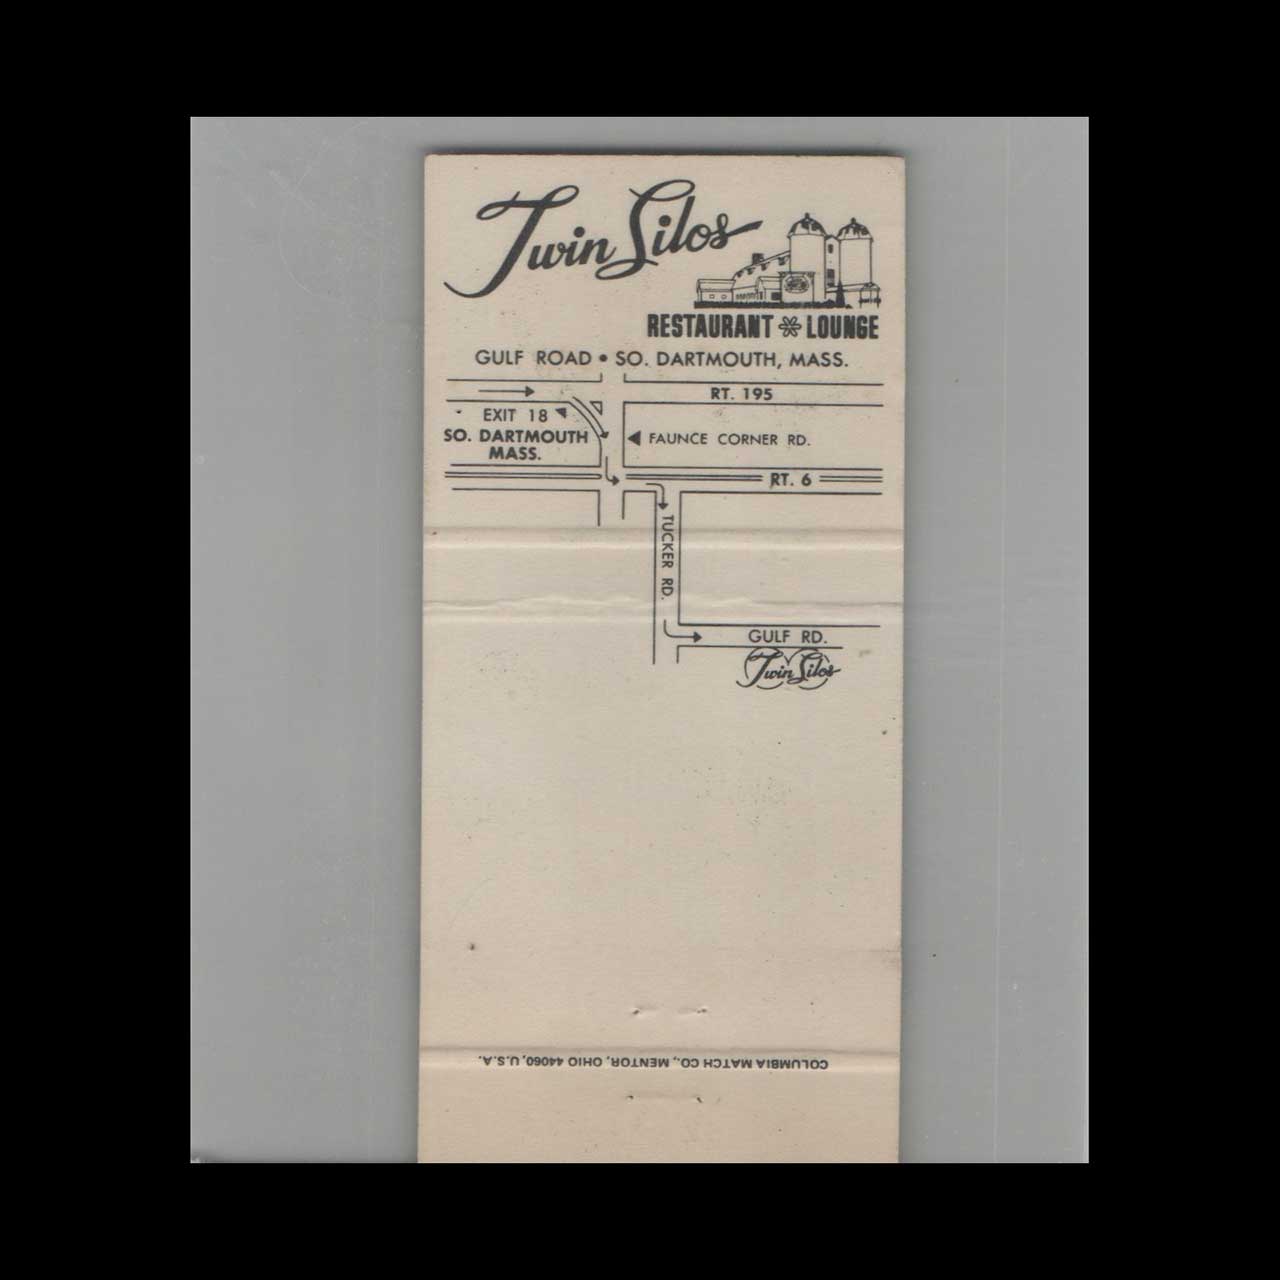 Twin Silos
RESTAURANT * LOUNGE
GULF ROAD • SO. DARTMOUTH, MASS.
RT. 195
EXIT 18
SO. DARTMOUTH
MASS.
FAUNCE CORNER RD.
RT. 6
TUCKER RD.
GULF RD.
Twin Silos
COLUMBIA MATCH CO., MENTOR, OHIO 44060, U.S.A.